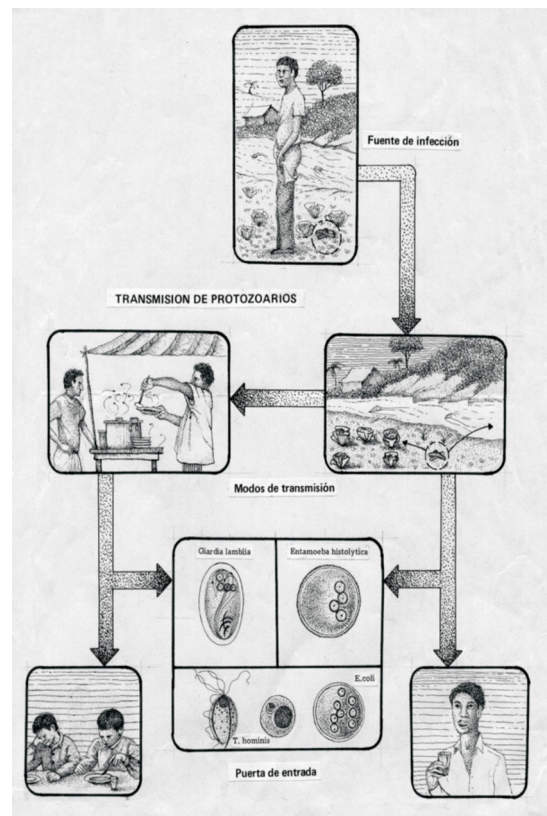 Fuente de infección
TRANSMISION DE PROTOZOARIOS
Modos de transmisión
Giardia lamblia
Entamoeba histolytica
E.coli
T. hominis
Puerta de entrada